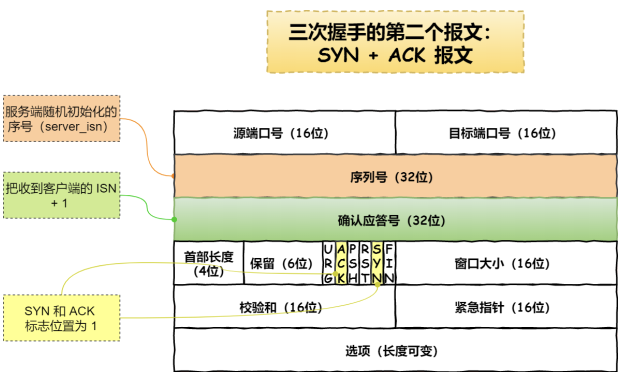 三次握手的第二个报文：
SYN + ACK 报文
服务端随机初始化的
序号（server_isn）
源端口号（16位）
目标端口号（16位）
序列号（32位）
把收到客户端的 ISN
+ 1
确认应答号（32位）
首部长度
（4位）
保留（6位）
URG
ACK
PSH
RST
SYN
FIN
窗口大小（16位）
SYN 和 ACK
标志位置为 1
校验和（16位）
紧急指针（16位）
选项（长度可变）